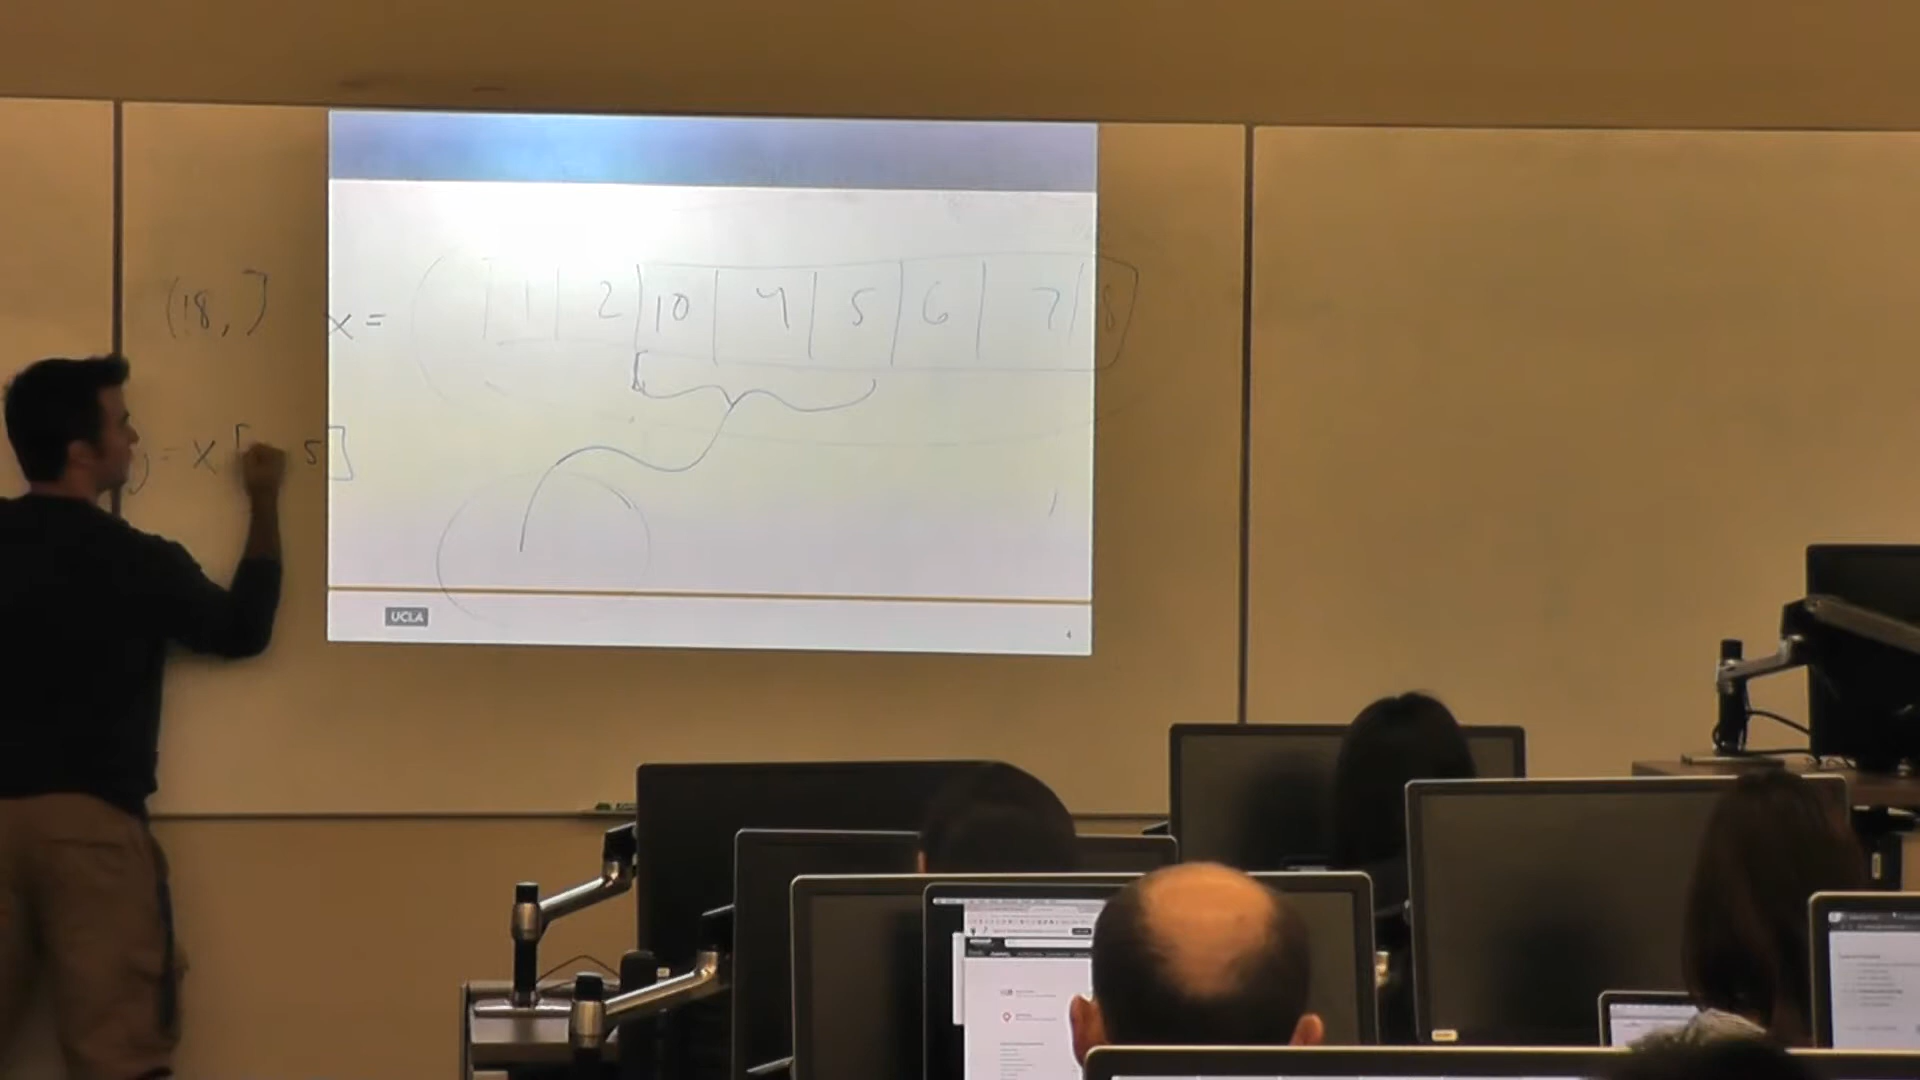 (18, ]
x = 1 2 10 4 5 6 7 8
y = x [ 5]
UCLA
4